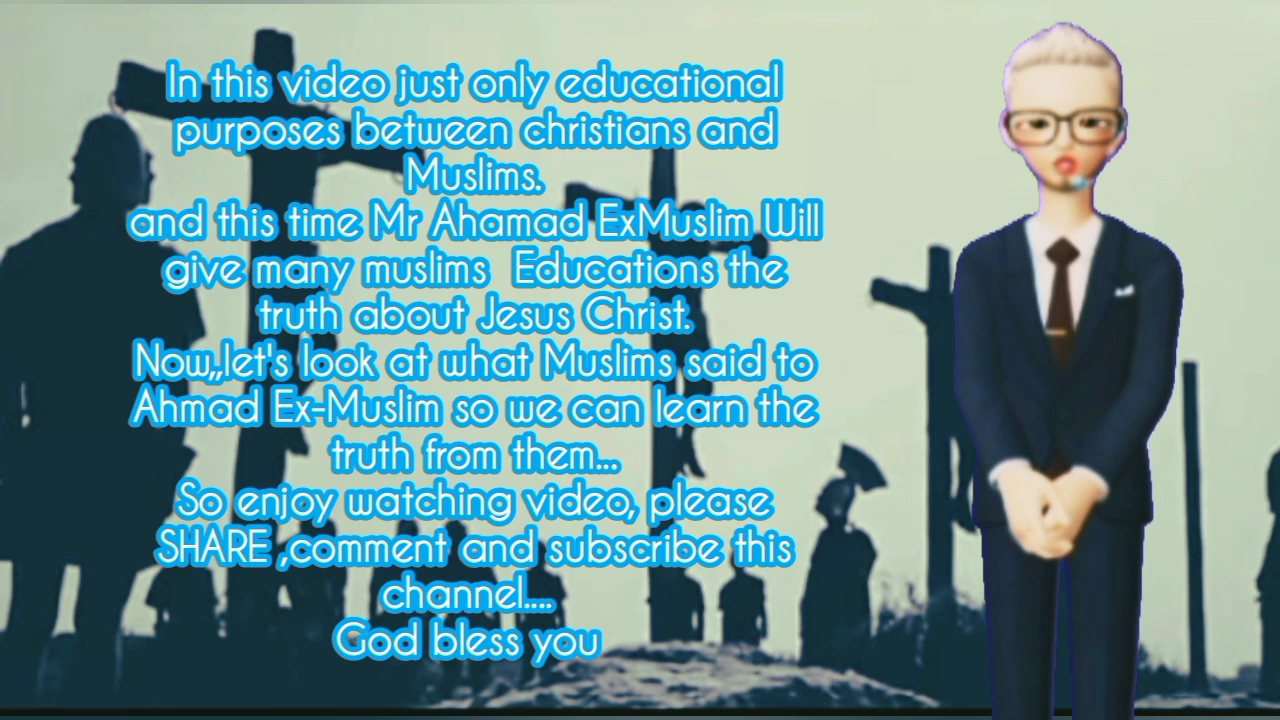 In this video just only educational
purposes between christians and
Muslims.
and this time Mr Ahamad ExMuslim Will
give many muslims Educations the
truth about Jesus Christ.
Now,,let's look at what Muslims said to
Ahmad Ex-Muslim so we can learn the
truth from them...
So enjoy watching video, please
SHARE ,comment and subscribe this
channel....
God bless you